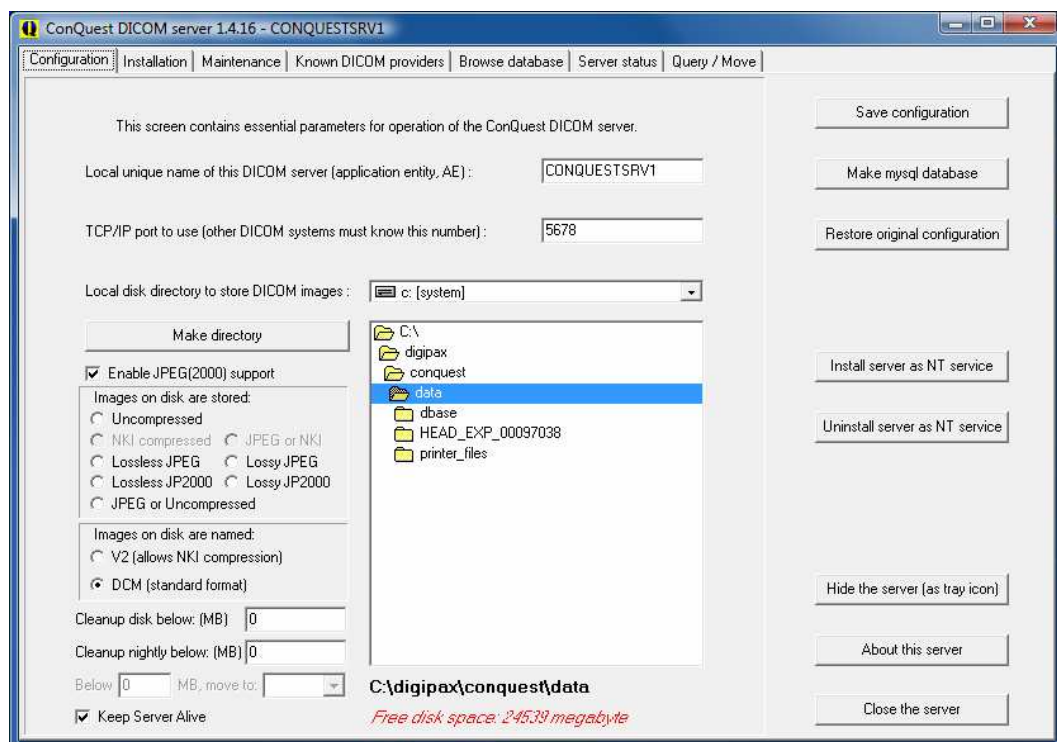 ConQuest DICOM server 1.4.16 - CONQUESTSRV1
Configuration Installation Maintenance Known DICOM providers Browse database Server status Query / Move
This screen contains essential parameters for operation of the ConQuest DICOM server.
Local unique name of this DICOM server (application entity, AE) : CONQUESTSRV1
TCP/IP port to use (other DICOM systems must know this number) : 5678
Local disk directory to store DICOM images : c: [system]
Make directory
Enable JPEG(2000) support
Images on disk are stored:
Uncompressed
NKI compressed JPEG or NKI
Lossless JPEG Lossy JPEG
Lossless JP2000 Lossy JP2000
JPEG or Uncompressed
Images on disk are named:
V2 (allows NKI compression)
DCM (standard format)
Cleanup disk below: (MB) 0
Cleanup nightly below: (MB) 0
Below 0 MB, move to:
Keep Server Alive
C:\
digipax
conquest
data
dbase
HEAD_EXP_00097038
printer_files
C:\digipax\conquest\data
Free disk space: 24539 megabyte
Save configuration
Make mysql database
Restore original configuration
Install server as NT service
Uninstall server as NT service
Hide the server (as tray icon)
About this server
Close the server